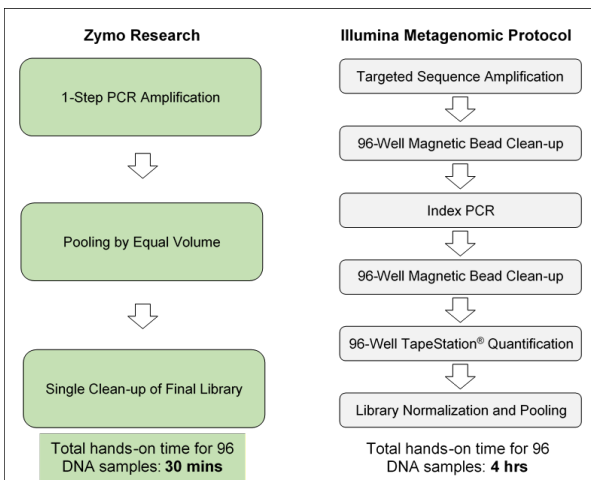 Zymo Research
1-Step PCR Amplification
Pooling by Equal Volume
Single Clean-up of Final Library
Total hands-on time for 96
DNA samples: 30 mins
Illumina Metagenomic Protocol
Targeted Sequence Amplification
96-Well Magnetic Bead Clean-up
Index PCR
96-Well Magnetic Bead Clean-up
96-Well TapeStation® Quantification
Library Normalization and Pooling
Total hands-on time for 96
DNA samples: 4 hrs